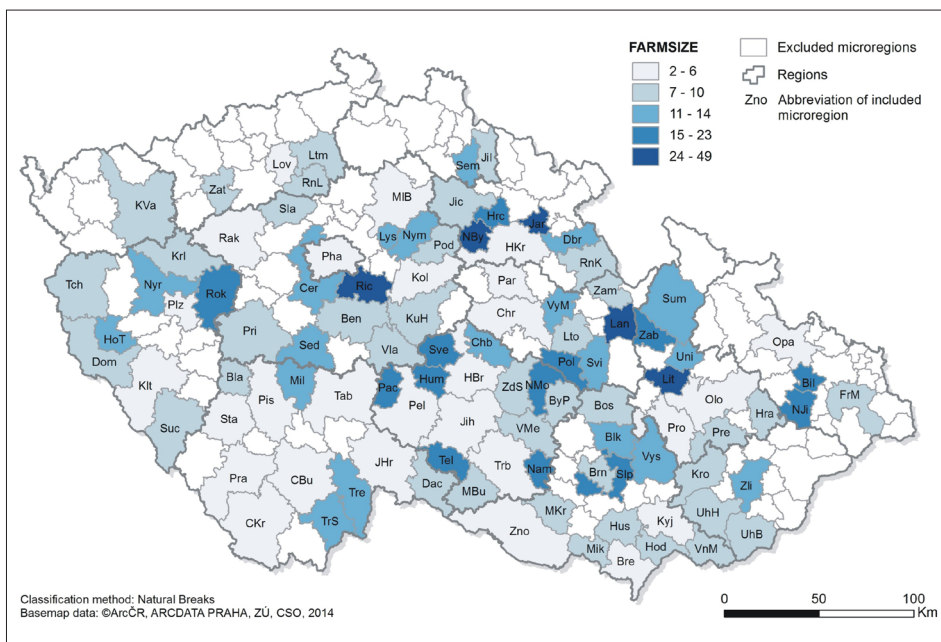 FARMSIZE
2 - 6
7 - 10
11 - 14
15 - 23
24 - 49
Excluded microregions
Regions
Zno Abbreviation of included
microregion
Lov
Ltm
RnL
Zat
KVa
Sla
Rak
Sem
Jil
MlB
Jic
Hrc
Jar
Lys
Nym
Pod
NBy
HKr
Dbr
RnK
Krl
Tch
Nyr
Plz
Rok
Pha
Cer
Ric
Kol
Par
Zam
VyM
Chr
Lto
Lan
Zab
Sum
HoT
Dom
Pri
Ben
KuH
Sed
Vla
Sve
Chb
Pol
Svi
Uni
Lit
Opa
Klt
Bla
Mil
Pis
Tab
Pac
Hum
HBr
ZdS
NMo
ByP
Bos
Olo
Bil
NJi
FrM
Hra
Suc
Sta
Pel
Jih
VMe
Blk
Vys
Pro
Pre
Pra
CBu
JHr
Tel
Trb
Nam
Brn
Slp
Kro
Zli
Tre
TrS
Dac
MBu
CKr
MKr
Zno
Hus
Kyj
UhH
UhB
Mik
Hod
VnM
Bre
Classification method: Natural Breaks
Basemap data: ©ArcČR, ARCDATA PRAHA, ZÚ, CSO, 2014
0 50 100
Km